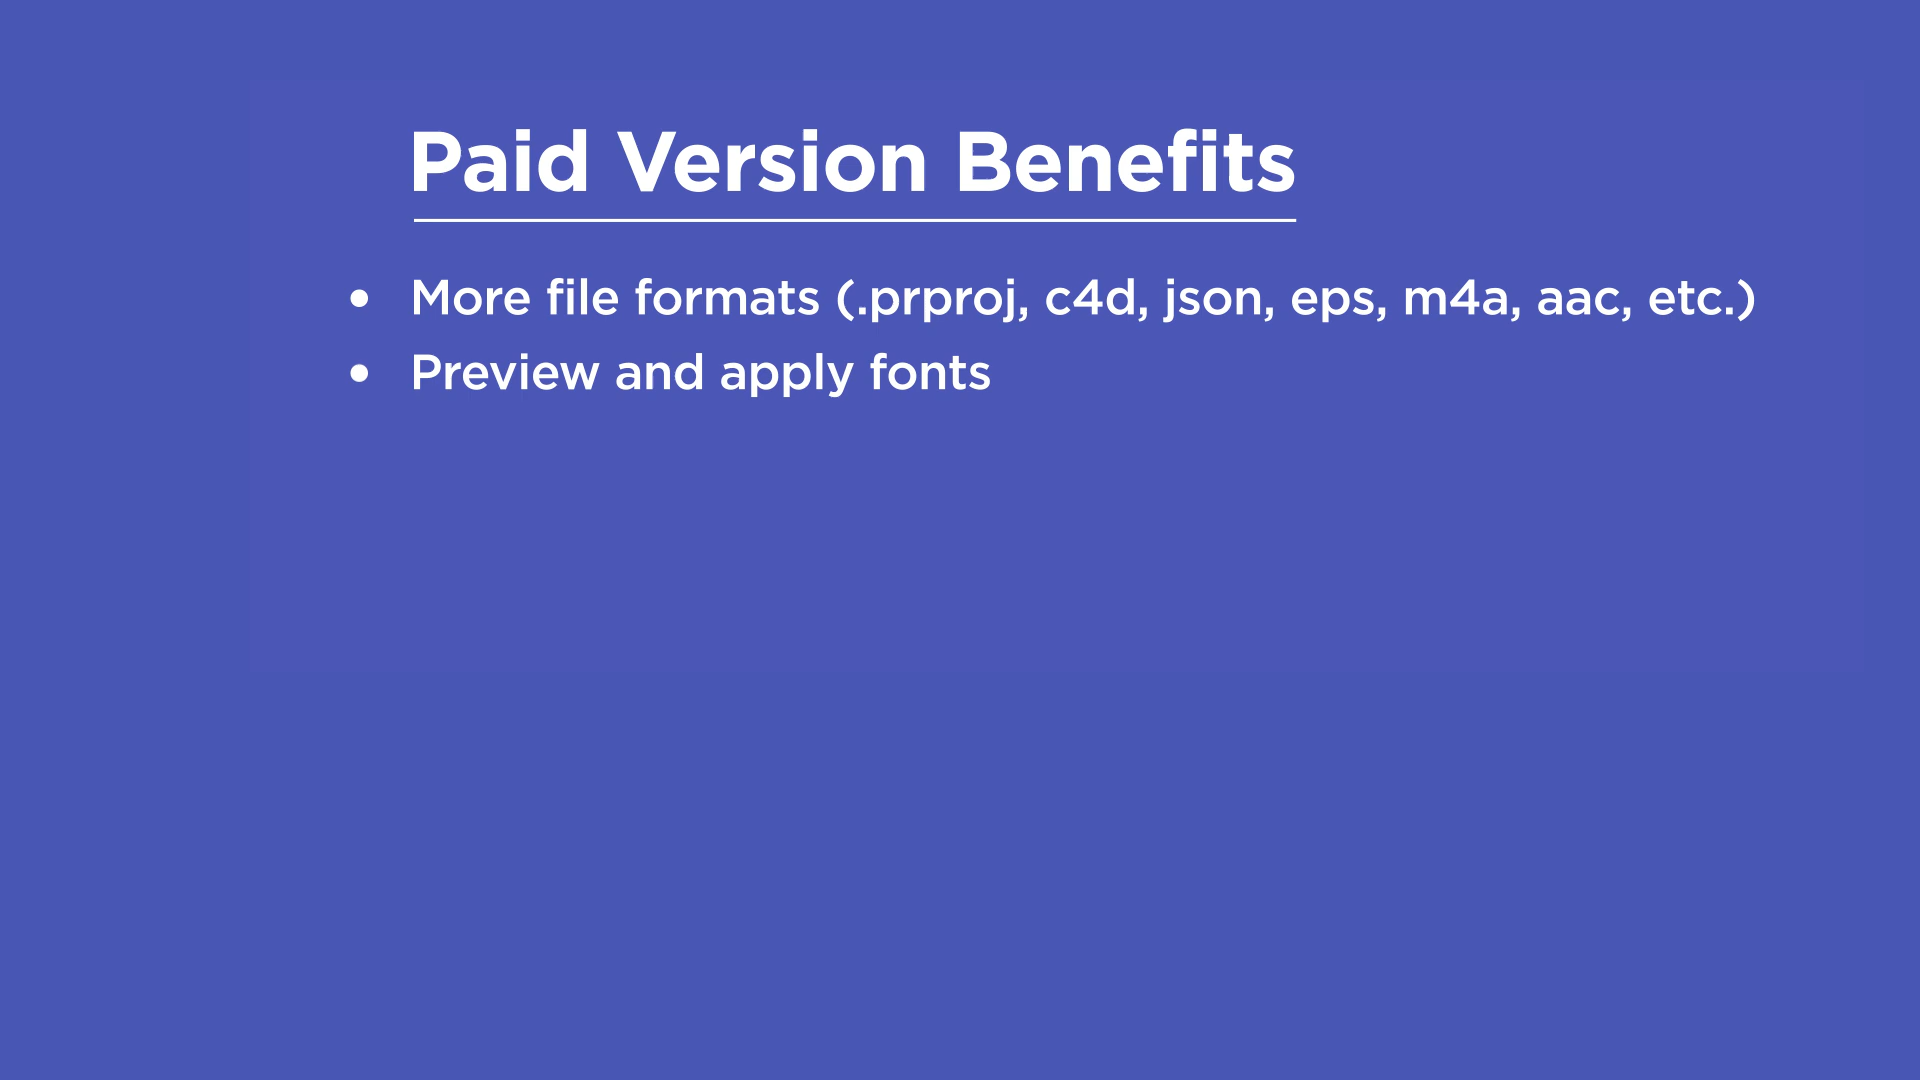 Paid Version Benefits
• More file formats (.prproj, c4d, json, eps, m4a, aac, etc.)
• Preview and apply fonts